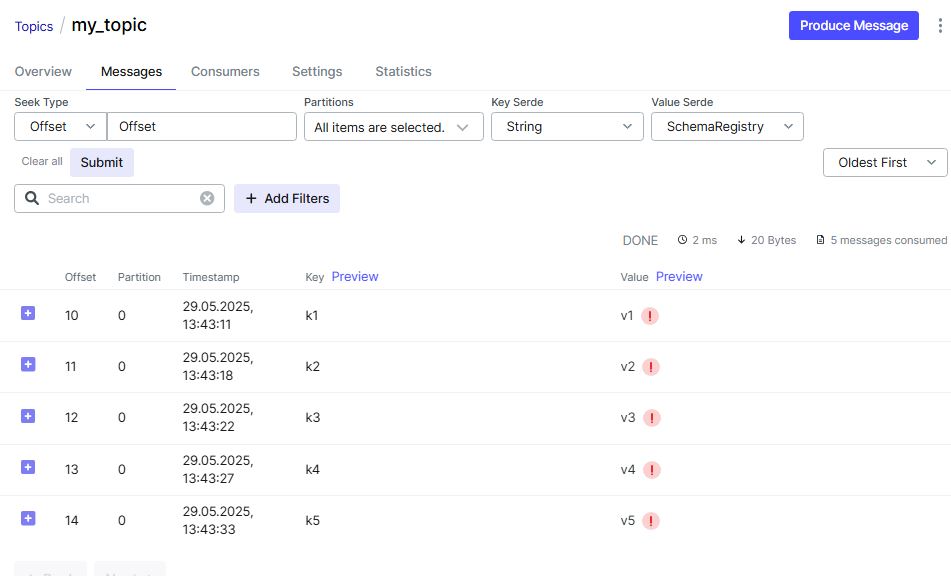 Topics / my_topic Produce Message
Overview Messages Consumers Settings Statistics
Seek Type Partitions Key Serde Value Serde
Offset Offset All items are selected. String SchemaRegistry
Clear all Submit Oldest First
Search + Add Filters
DONE 2 ms 20 Bytes 5 messages consumed
Offset Partition Timestamp Key Preview Value Preview
10 0 29.05.2025, 13:43:11 k1 v1 !
11 0 29.05.2025, 13:43:18 k2 v2 !
12 0 29.05.2025, 13:43:22 k3 v3 !
13 0 29.05.2025, 13:43:27 k4 v4 !
14 0 29.05.2025, 13:43:33 k5 v5 !